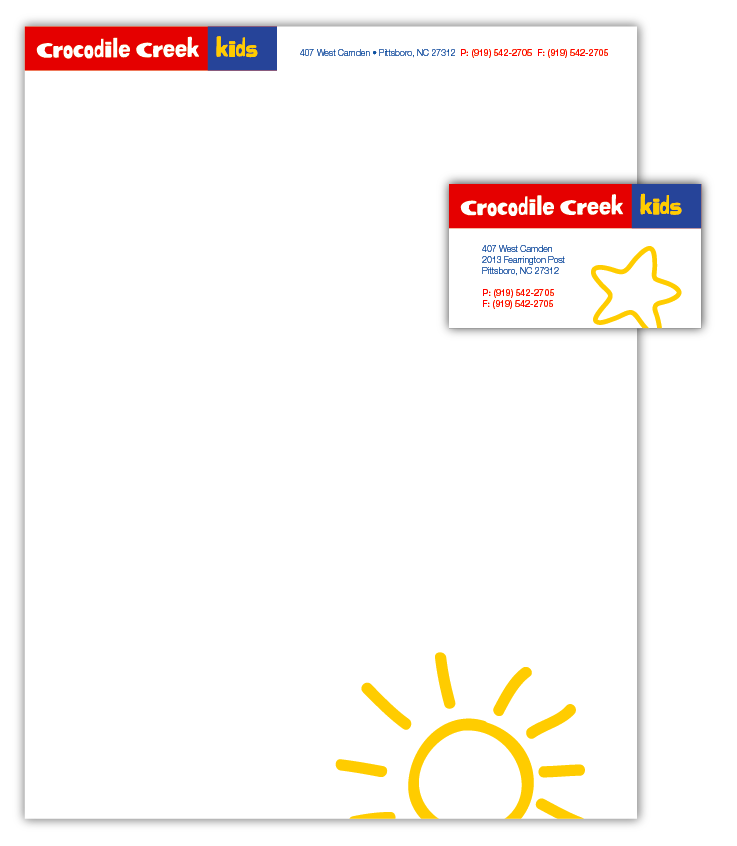 Crocodile Creek kids
407 West Camden • Pittsboro, NC 27312 P: (919) 542-2705 F: (919) 542-2705
Crocodile Creek kids
407 West Camden
2013 Fearrington Post
Pittsboro, NC 27312
P: (919) 542-2705
F: (919) 542-2705